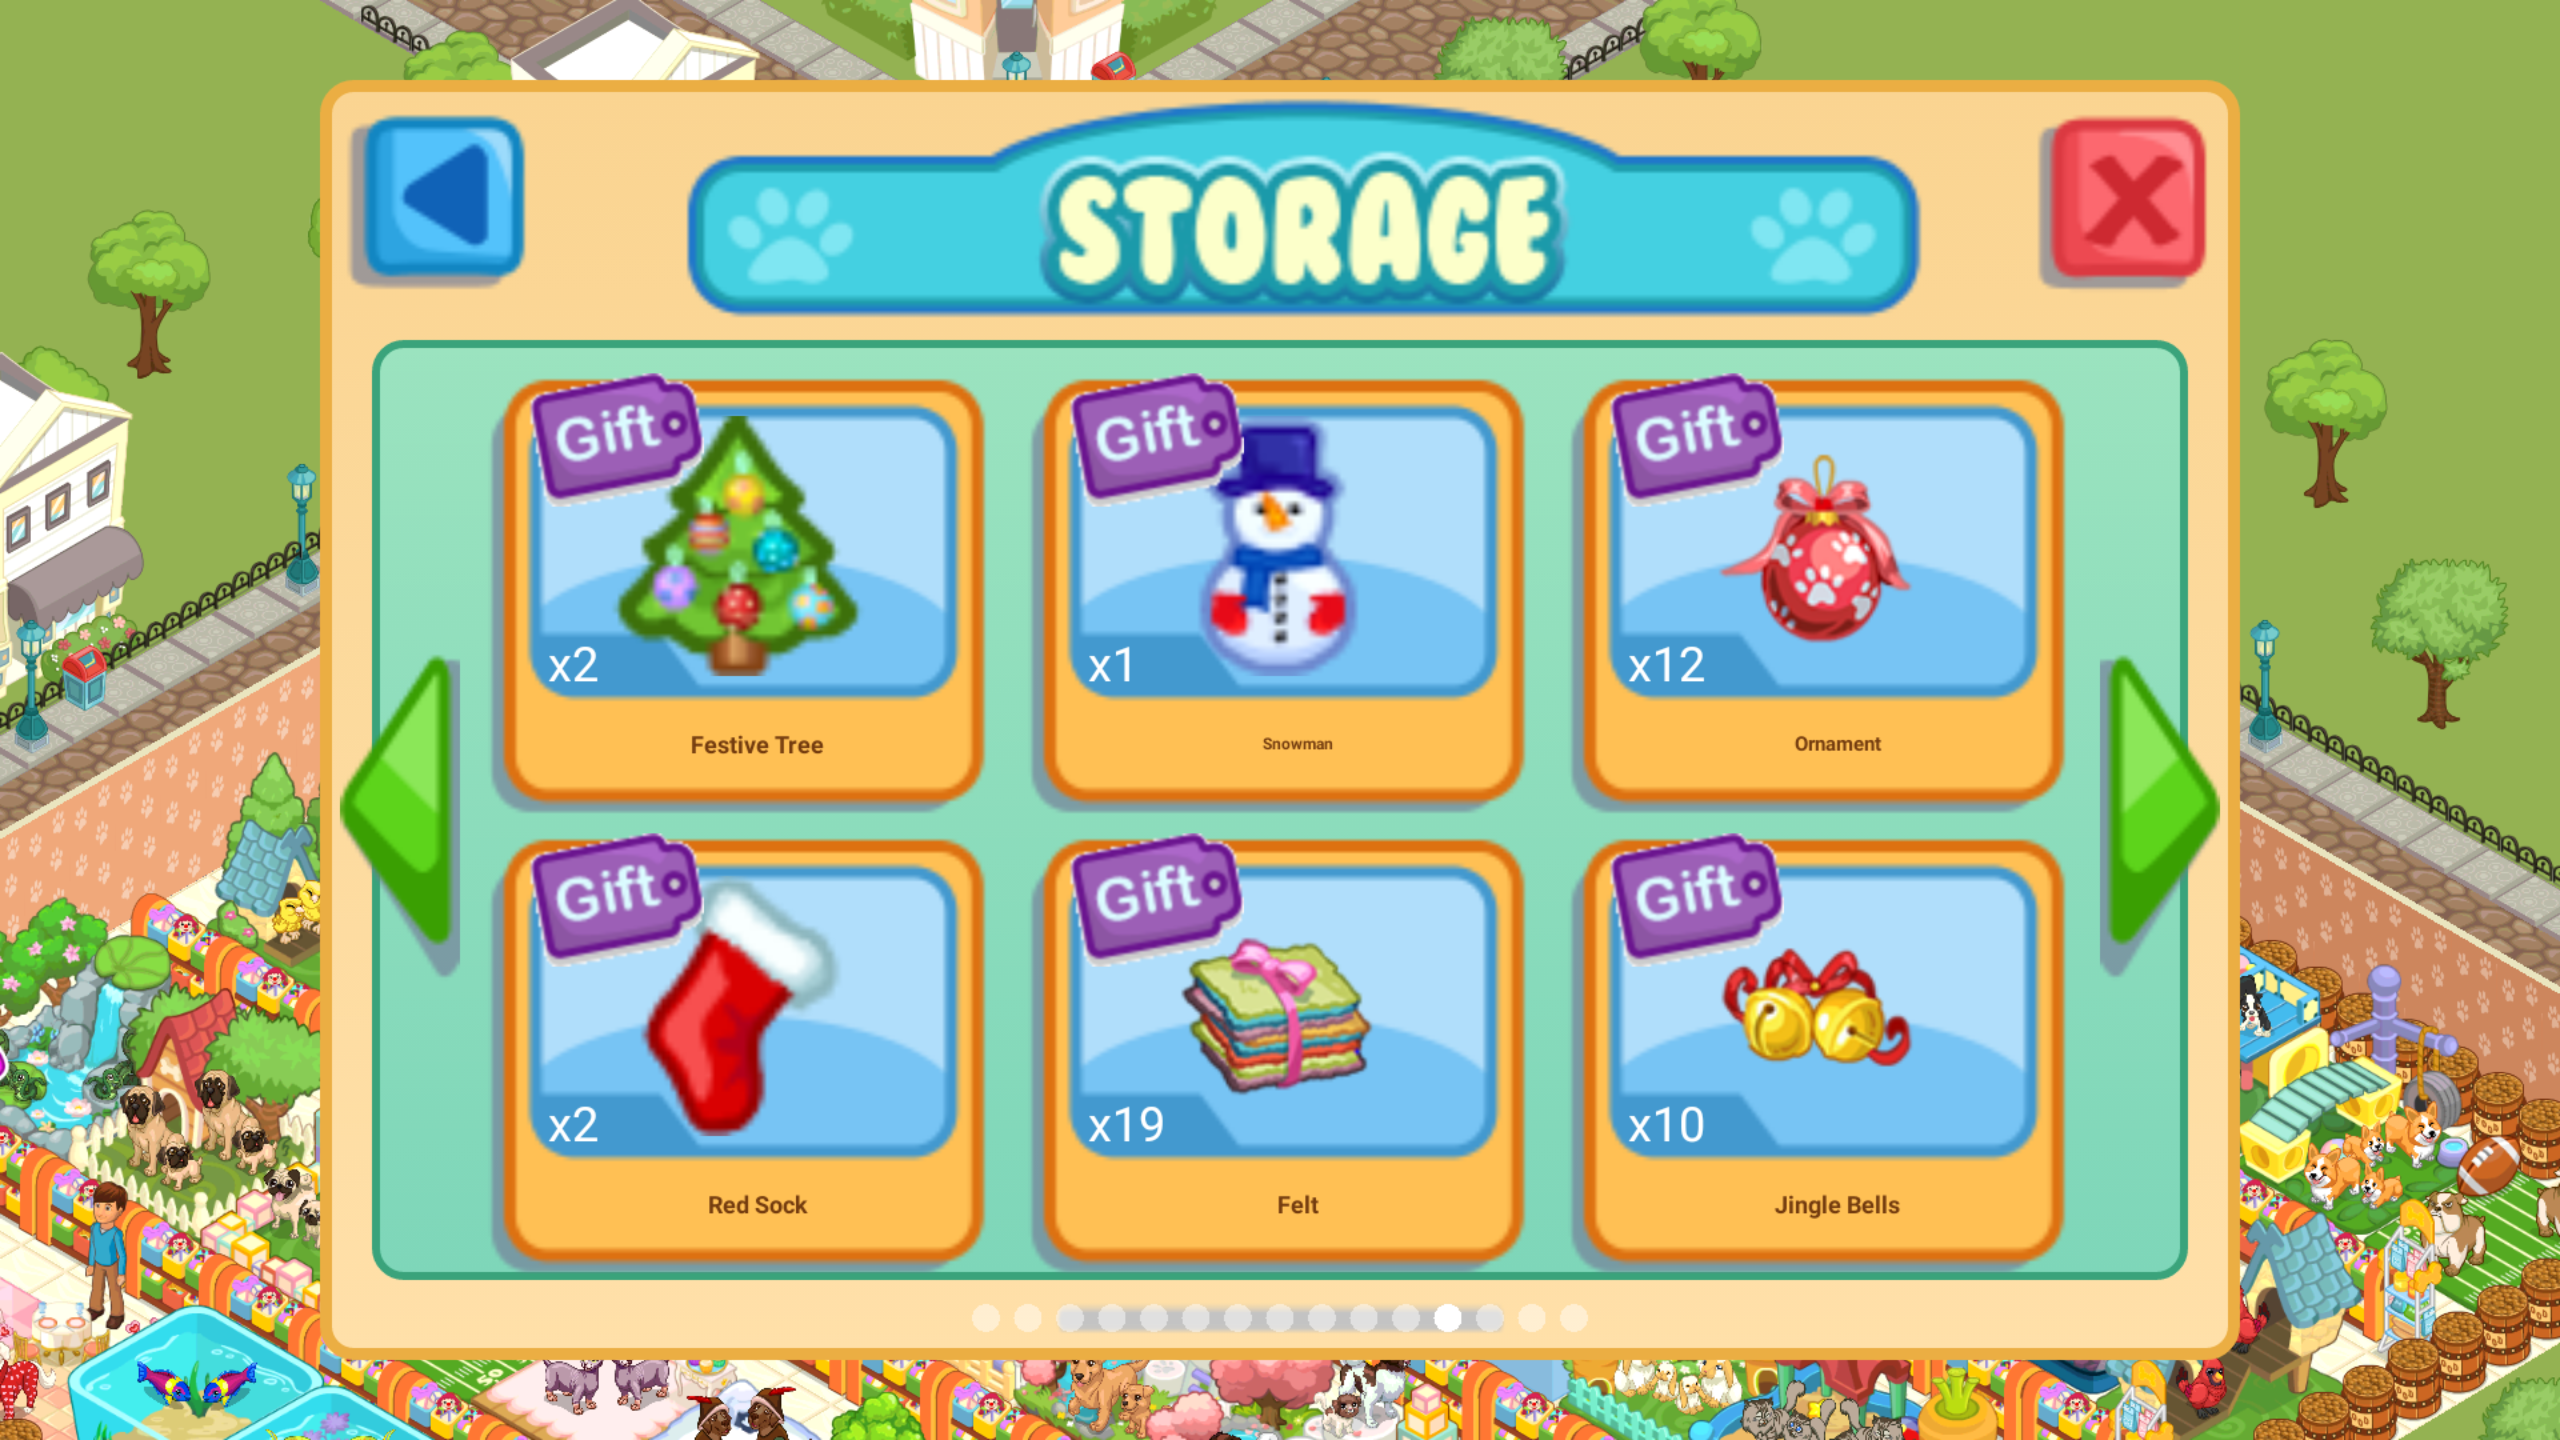 STORAGE
Gift
x2
Festive Tree
Gift
x1
Snowman
Gift
x12
Ornament
Gift
x2
Red Sock
Gift
x19
Felt
Gift
x10
Jingle Bells
50